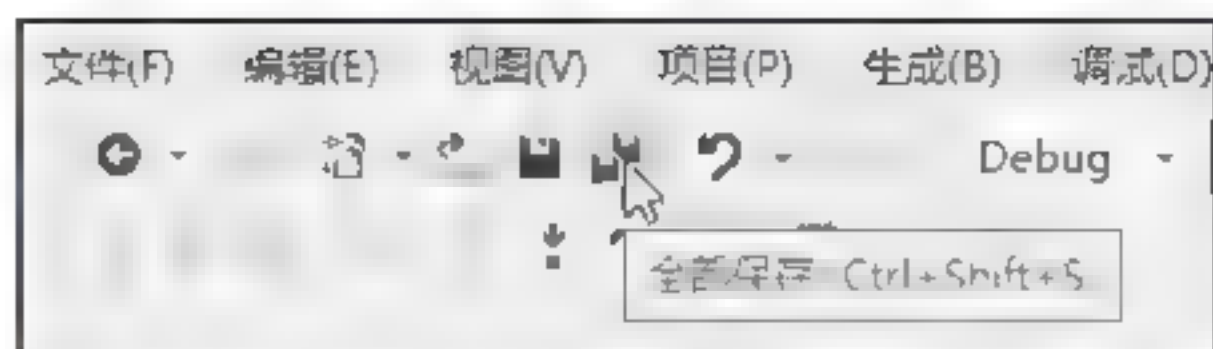 文件(F) 编辑(E) 视图(V) 项目(P) 生成(B) 调试(D)
Debug
全部保存 Ctrl+Shift+S